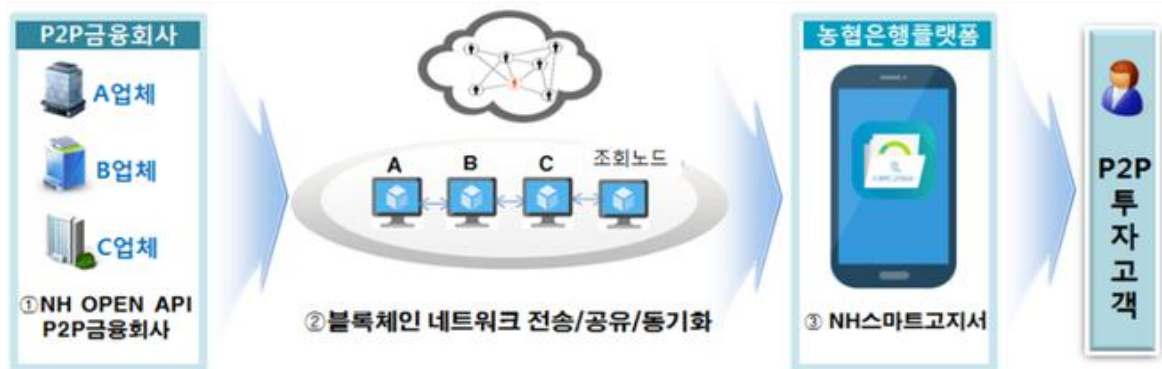 P2P금융회사
A업체
B업체
C업체
①NH OPEN API
P2P금융회사
A B C 조회노드
②블록체인 네트워크 전송/공유/동기화
농협은행플랫폼
③ NH스마트고지서
P2P
투
자
고
객